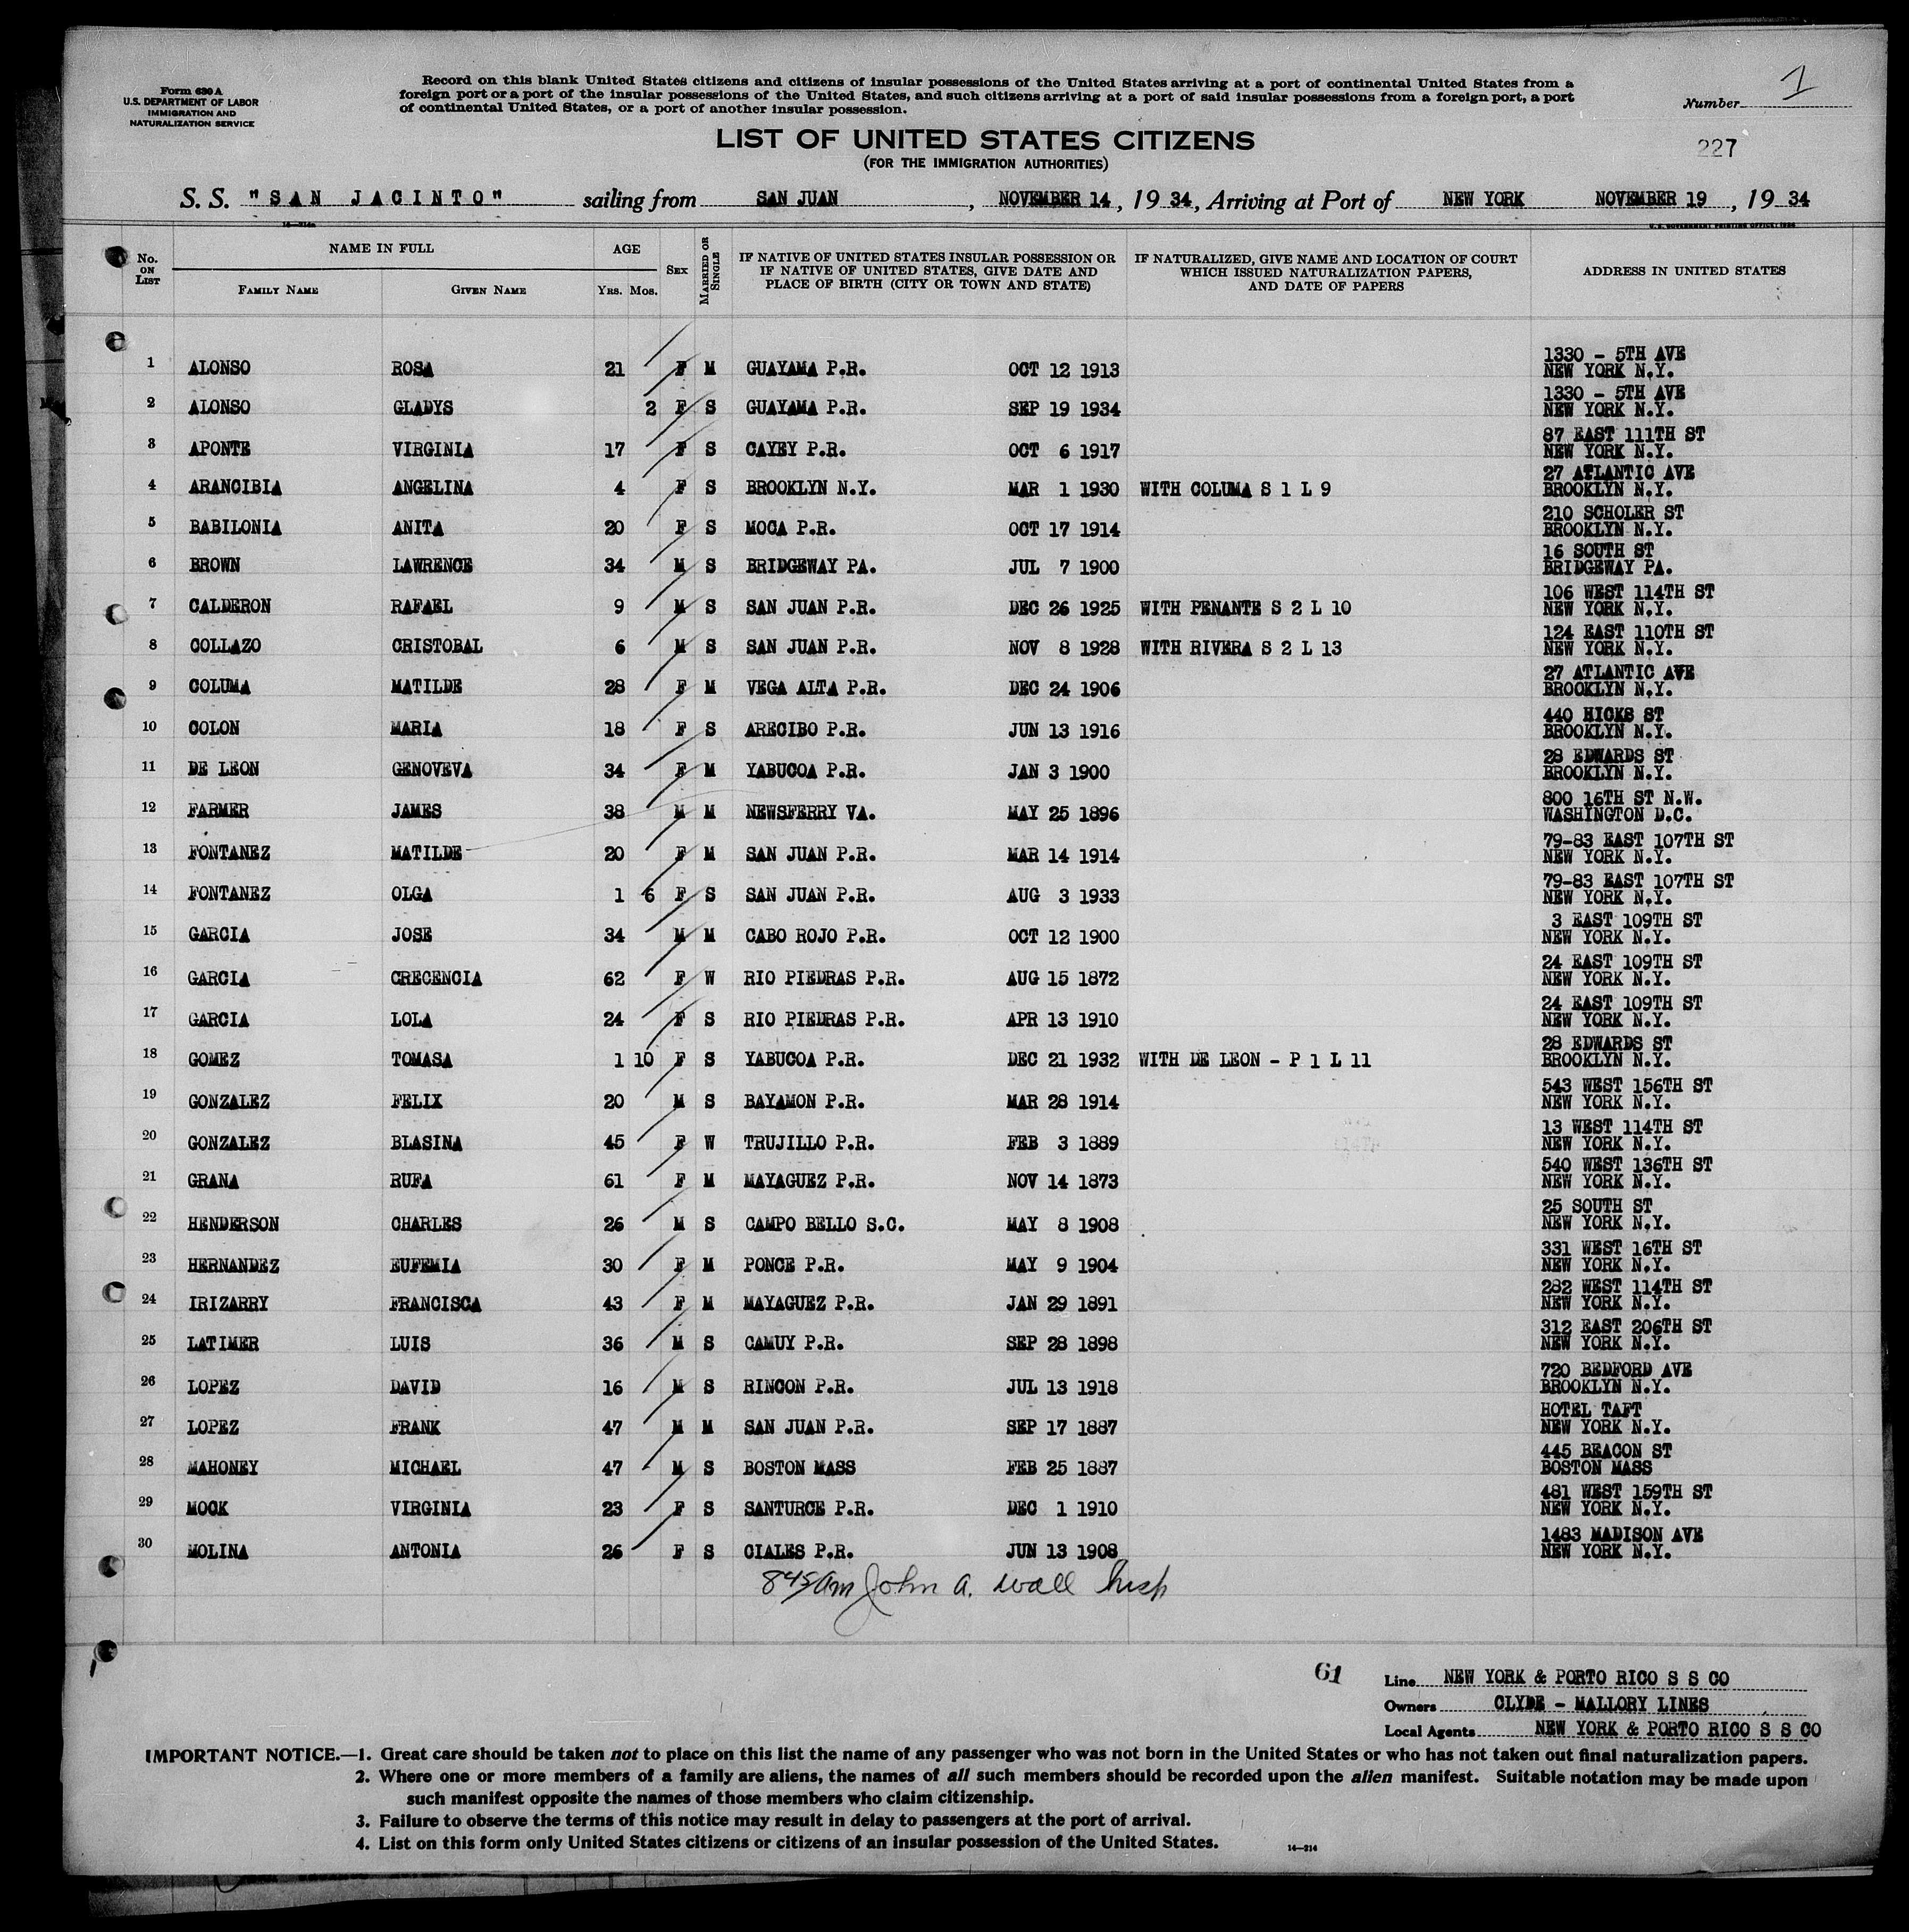 Form 630 A
U.S. DEPARTMENT OF LABOR
IMMIGRATION AND
NATURALIZATION SERVICE
Record on this blank United States citizens and citizens of insular possessions of the United States arriving at a port of continental United States from a
foreign port or a port of the insular possessions of the United States, and such citizens arriving at a port of said insular possessions from a foreign port, a port
of continental United States, or a port of another insular possession.
Number 1
LIST OF UNITED STATES CITIZENS
(FOR THE IMMIGRATION AUTHORITIES)
227
S. S. "SAN JACINTO" sailing from SAN JUAN, NOVEMBER 14, 19 34, Arriving at Port of NEW YORK NOVEMBER 19, 19 34
U. S. GOVERNMENT PRINTING OFFICE: 1934
No. ON LIST
NAME IN FULL
FAMILY NAME GIVEN NAME
AGE
YRS. MOS.
SEX
MARRIED OR SINGLE
IF NATIVE OF UNITED STATES INSULAR POSSESSION OR
IF NATIVE OF UNITED STATES, GIVE DATE AND
PLACE OF BIRTH (CITY OR TOWN AND STATE)
IF NATURALIZED, GIVE NAME AND LOCATION OF COURT
WHICH ISSUED NATURALIZATION PAPERS,
AND DATE OF PAPERS
ADDRESS IN UNITED STATES
1330 - 5TH AVE
1 ALONSO ROSA 21 F M GUAYAMA P.R. OCT 12 1913 NEW YORK N.Y.
1330 - 5TH AVE
2 ALONSO GLADYS 2 F S GUAYAMA P.R. SEP 19 1934 NEW YORK N.Y.
87 EAST 111TH ST
3 APONTE VIRGINIA 17 F S CAYEY P.R. OCT 6 1917 NEW YORK N.Y.
27 ATLANTIC AVE
4 ARANCIBIA ANGELINA 4 F S BROOKLYN N.Y. MAR 1 1930 WITH COLUMA S 1 L 9 BROOKLYN N.Y.
210 SCHOLER ST
5 BABILONIA ANITA 20 F S MOCA P.R. OCT 17 1914 BROOKLYN N.Y.
16 SOUTH ST
6 BROWN LAWRENCE 34 M S BRIDGEWAY PA. JUL 7 1900 BRIDGEWAY PA.
106 WEST 114TH ST
7 CALDERON RAFAEL 9 M S SAN JUAN P.R. DEC 26 1925 WITH PENANTE S 2 L 10 NEW YORK N.Y.
124 EAST 110TH ST
8 COLLAZO CRISTOBAL 6 M S SAN JUAN P.R. NOV 8 1928 WITH RIVERA S 2 L 13 NEW YORK N.Y.
27 ATLANTIC AVE
9 COLUMA MATILDE 28 F M VEGA ALTA P.R. DEC 24 1906 BROOKLYN N.Y.
440 HICKS ST
10 COLON MARIA 18 F S ARECIBO P.R. JUN 13 1916 BROOKLYN N.Y.
28 EDWARDS ST
11 DE LEON GENOVEVA 34 F M YABUCOA P.R. JAN 3 1900 BROOKLYN N.Y.
800 16TH ST N.W.
12 FARMER JAMES 38 M M NEWSFERRY VA. MAY 25 1896 WASHINGTON D.C.
79-83 EAST 107TH ST
13 FONTANEZ MATILDE 20 F M SAN JUAN P.R. MAR 14 1914 NEW YORK N.Y.
79-83 EAST 107TH ST
14 FONTANEZ OLGA 1 6 F S SAN JUAN P.R. AUG 3 1933 NEW YORK N.Y.
3 EAST 109TH ST
15 GARCIA JOSE 34 M M CABO ROJO P.R. OCT 12 1900 NEW YORK N.Y.
24 EAST 109TH ST
16 GARCIA CRECENCIA 62 F W RIO PIEDRAS P.R. AUG 15 1872 NEW YORK N.Y.
24 EAST 109TH ST
17 GARCIA LOLA 24 F S RIO PIEDRAS P.R. APR 13 1910 NEW YORK N.Y.
28 EDWARDS ST
18 GOMEZ TOMASA 1 10 F S YABUCOA P.R. DEC 21 1932 WITH DE LEON - P 1 L 11 BROOKLYN N.Y.
543 WEST 156TH ST
19 GONZALEZ FELIX 20 M S BAYAMON P.R. MAR 28 1914 NEW YORK N.Y.
13 WEST 114TH ST
20 GONZALEZ BLASINA 45 F W TRUJILLO P.R. FEB 3 1889 NEW YORK N.Y.
540 WEST 136TH ST
21 GRANA RUFA 61 F M MAYAGUEZ P.R. NOV 14 1873 NEW YORK N.Y.
25 SOUTH ST
22 HENDERSON CHARLES 26 M S CAMPO BELLO S.C. MAY 8 1908 NEW YORK N.Y.
331 WEST 16TH ST
23 HERNANDEZ EUFEMIA 30 F M PONCE P.R. MAY 9 1904 NEW YORK N.Y.
282 WEST 114TH ST
24 IRIZARRY FRANCISCA 43 F M MAYAGUEZ P.R. JAN 29 1891 NEW YORK N.Y.
312 EAST 206TH ST
25 LATIMER LUIS 36 M S CAMUY P.R. SEP 28 1898 NEW YORK N.Y.
720 BEDFORD AVE
26 LOPEZ DAVID 16 M S RINCON P.R. JUL 13 1918 BROOKLYN N.Y.
HOTEL TAFT
27 LOPEZ FRANK 47 M M SAN JUAN P.R. SEP 17 1887 NEW YORK N.Y.
445 BEACON ST
28 MAHONEY MICHAEL 47 M S BOSTON MASS FEB 25 1887 BOSTON MASS
481 WEST 159TH ST
29 MOCK VIRGINIA 23 F S SANTURCE P.R. DEC 1 1910 NEW YORK N.Y.
1483 MADISON AVE
30 MOLINA ANTONIA 26 F S CIALES P.R. JUN 13 1908 NEW YORK N.Y.
845 am John A. Wall Insp
61
Line NEW YORK & PORTO RICO S S CO
Owners CLYDE - MALLORY LINES
Local Agents NEW YORK & PORTO RICO S S CO
IMPORTANT NOTICE.—1. Great care should be taken not to place on this list the name of any passenger who was not born in the United States or who has not taken out final naturalization papers.
2. Where one or more members of a family are aliens, the names of all such members should be recorded upon the alien manifest. Suitable notation may be made upon
such manifest opposite the names of those members who claim citizenship.
3. Failure to observe the terms of this notice may result in delay to passengers at the port of arrival.
4. List on this form only United States citizens or citizens of an insular possession of the United States.
14—214